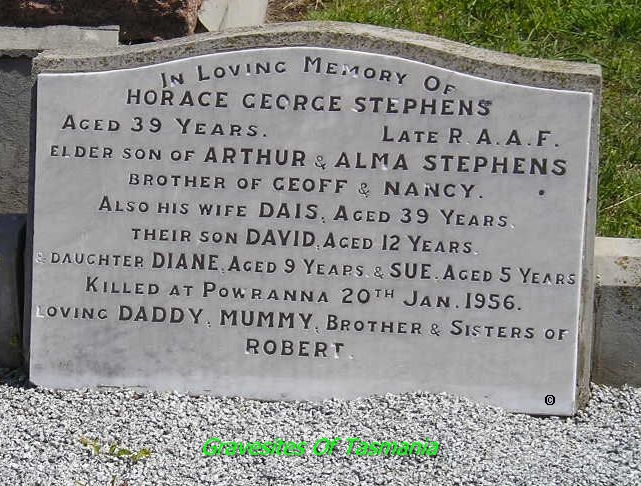 In Loving Memory Of
HORACE GEORGE STEPHENS
Aged 39 Years. Late R.A.A.F.
ELDER SON OF ARTHUR & ALMA STEPHENS
BROTHER OF GEOFF & NANCY.
Also his wife DAIS, Aged 39 Years.
THEIR SON DAVID, Aged 12 Years.
& DAUGHTER DIANE, Aged 9 Years. & SUE, Aged 5 Years
Killed at Powranna 20TH Jan. 1956.
Loving DADDY, MUMMY, Brother & Sisters of
ROBERT.
©
Gravesites Of Tasmania